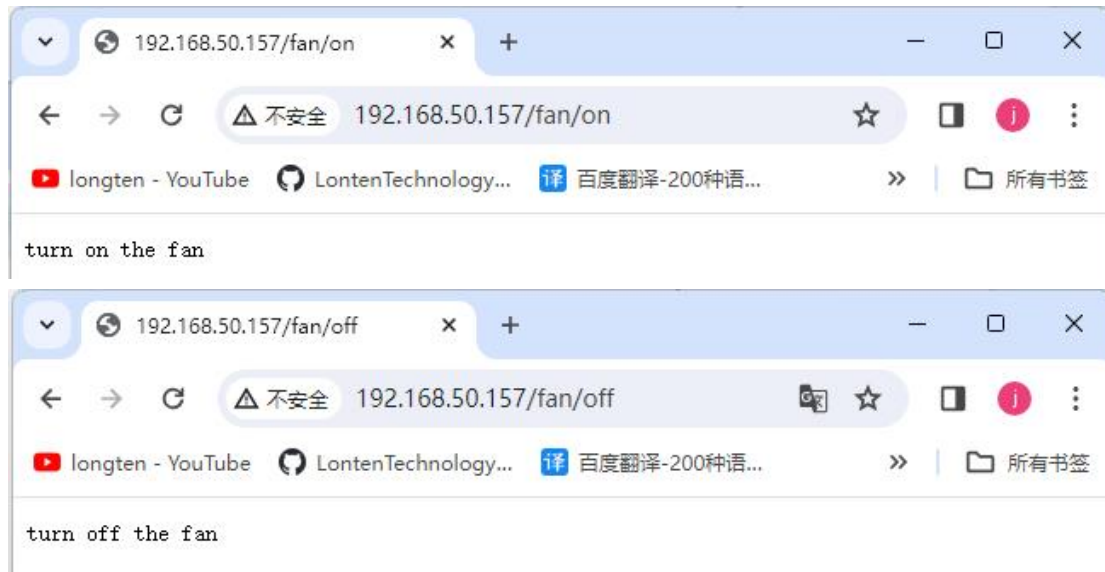 192.168.50.157/fan/on
不安全 192.168.50.157/fan/on j
longten - YouTube LontenTechnology... 译 百度翻译-200种语... » 所有书签
turn on the fan
192.168.50.157/fan/off
不安全 192.168.50.157/fan/off j
longten - YouTube LontenTechnology... 译 百度翻译-200种语... » 所有书签
turn off the fan